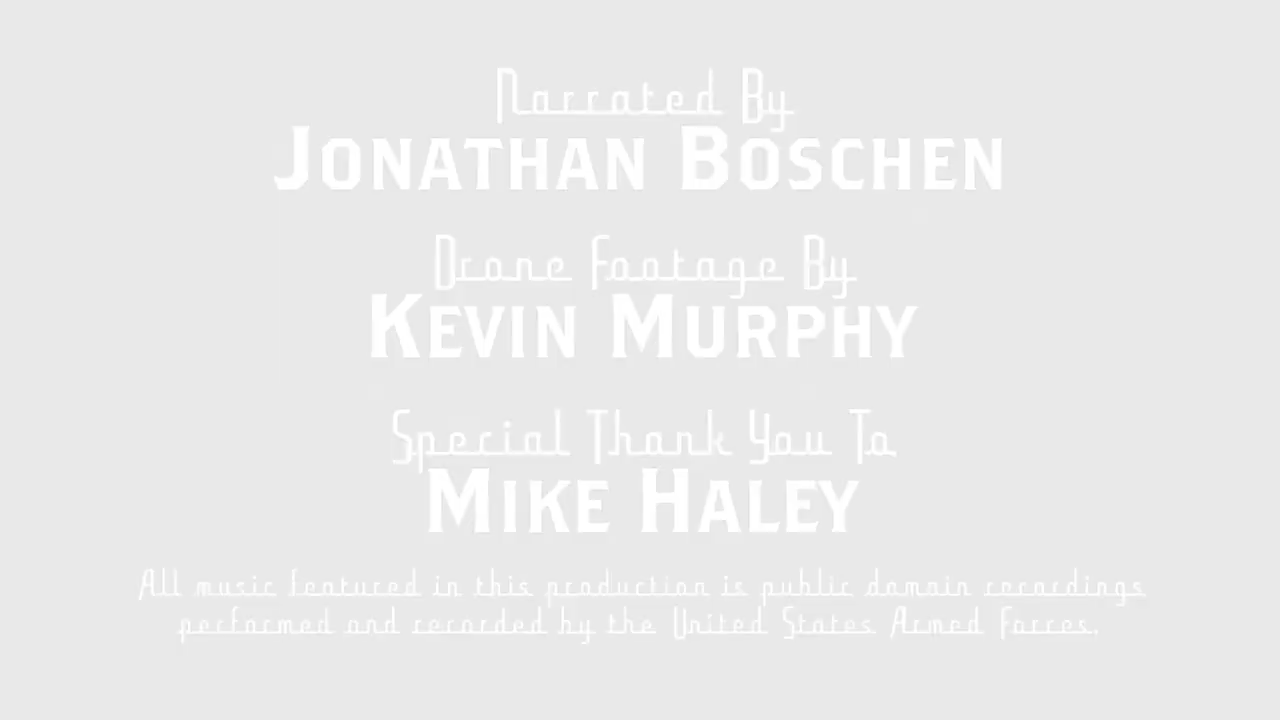 Narrated By
JONATHAN BOSCHEN
Drone Footage By
KEVIN MURPHY
Special Thank You To
MIKE HALEY
All music featured in this production is public domain recordings
performed and recorded by the United States Armed Forces.